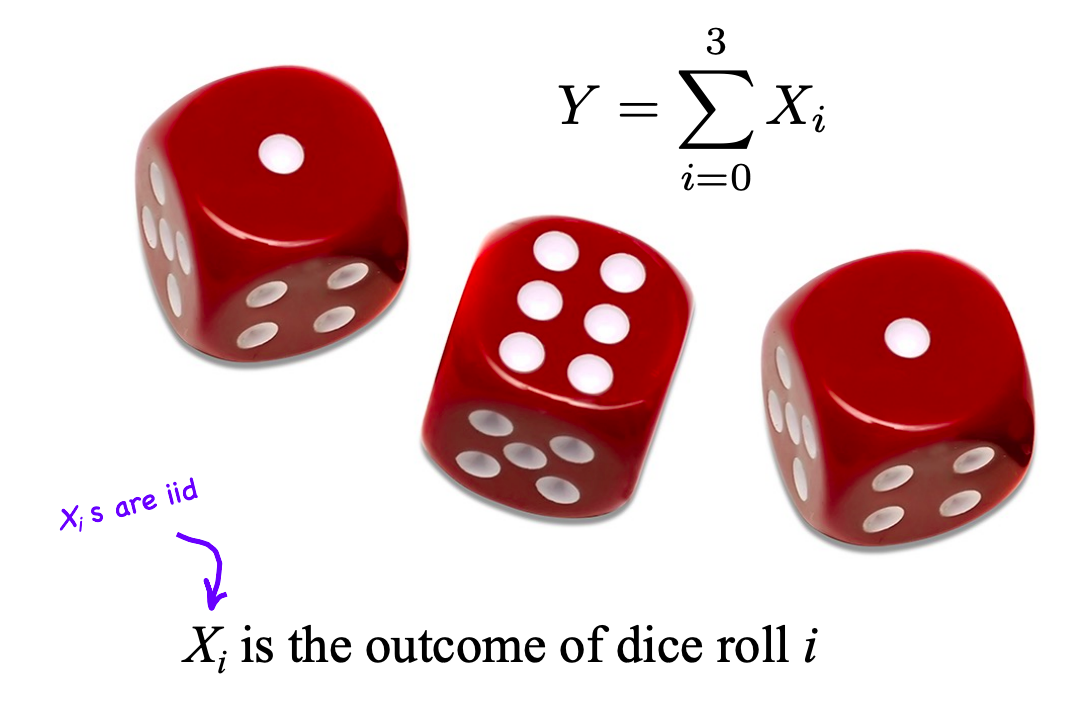 Y = \sum_{i=0}^{3} X_i
X_i s are iid
X_i is the outcome of dice roll i